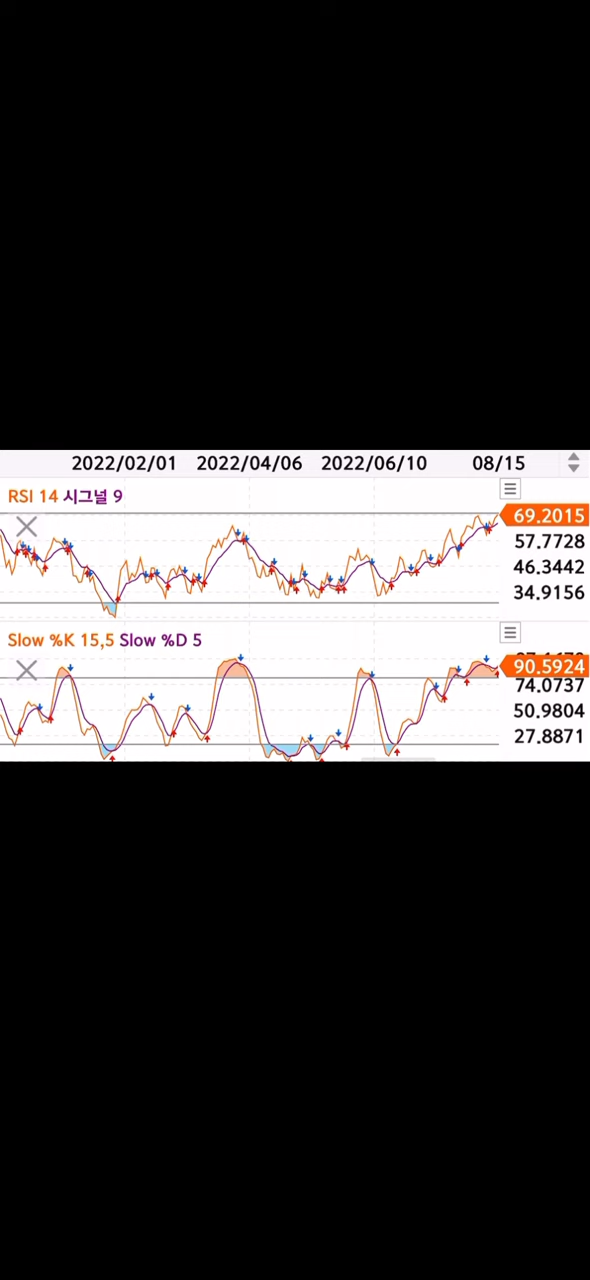 2022/02/01 2022/04/06 2022/06/10 08/15
RSI 14 시그널 9
69.2015
57.7728
46.3442
34.9156
Slow %K 15,5 Slow %D 5
90.5924
74.0737
50.9804
27.8871